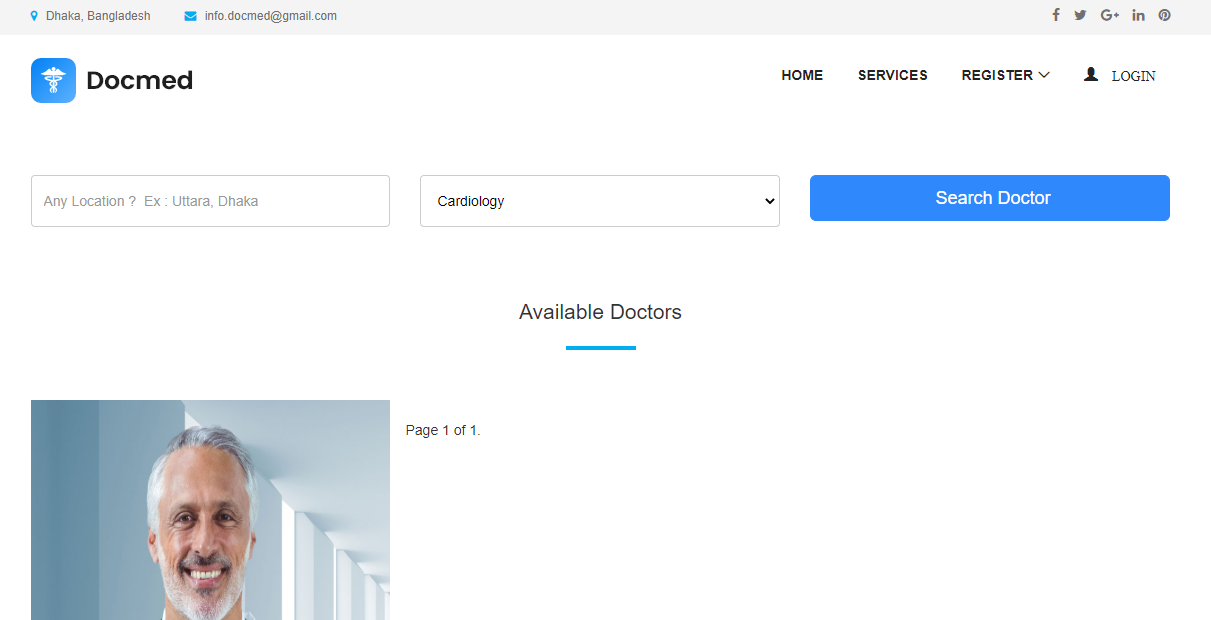 Dhaka, Bangladesh info.docmed@gmail.com
Docmed HOME SERVICES REGISTER LOGIN
Any Location ? Ex : Uttara, Dhaka Cardiology Search Doctor
Available Doctors
Page 1 of 1.